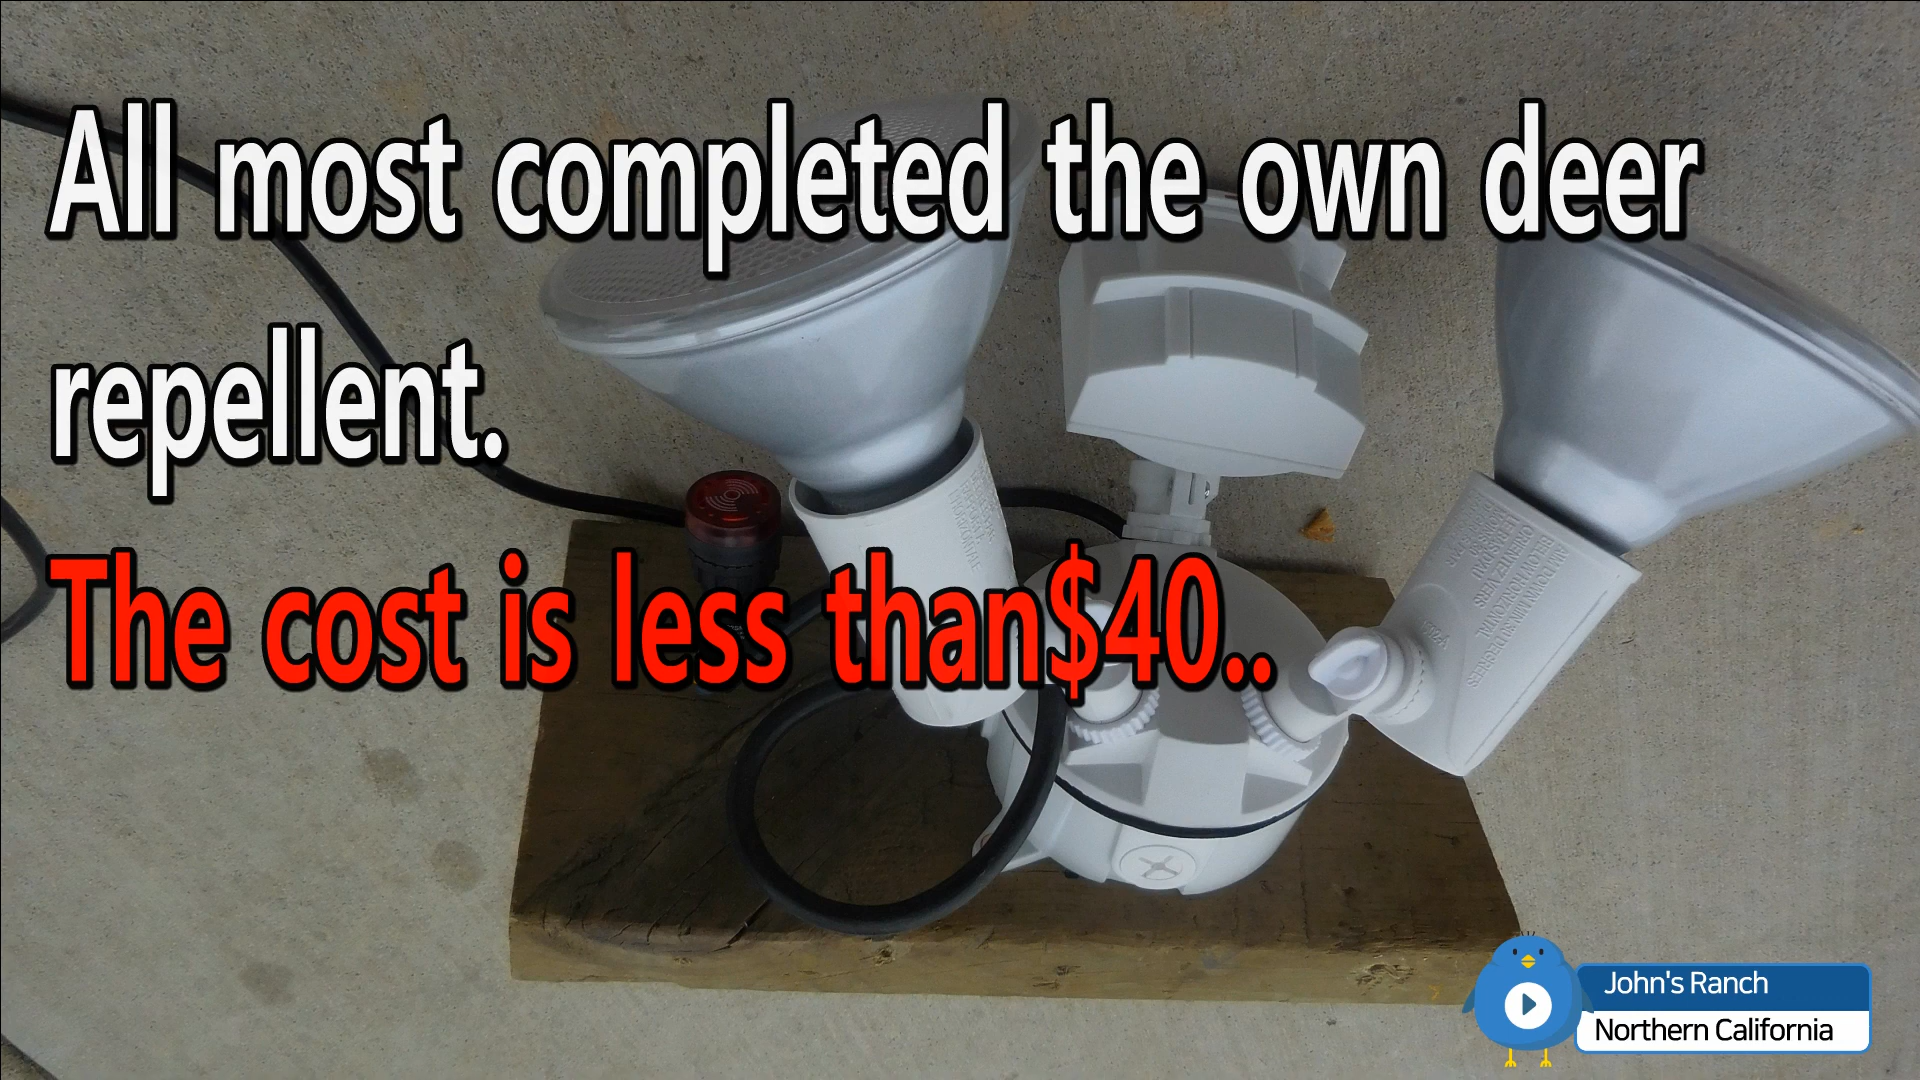 All most completed the own deer
repellent.
The cost is less than$40..
John's Ranch
Northern California